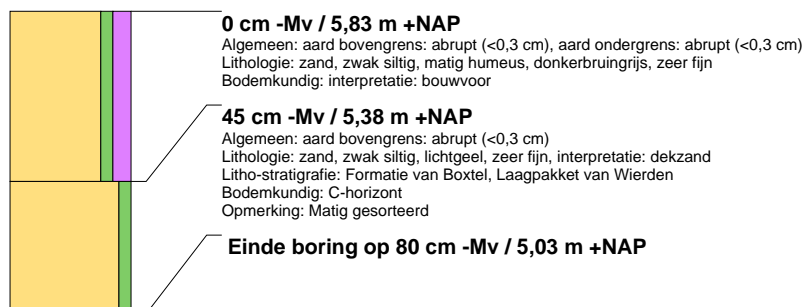 0 cm -Mv / 5,83 m +NAP
Algemeen: aard bovengrens: abrupt (<0,3 cm), aard ondergrens: abrupt (<0,3 cm)
Lithologie: zand, zwak siltig, matig humeus, donkerbruingrijs, zeer fijn
Bodemkundig: interpretatie: bouwvoor
45 cm -Mv / 5,38 m +NAP
Algemeen: aard bovengrens: abrupt (<0,3 cm)
Lithologie: zand, zwak siltig, lichtgeel, zeer fijn, interpretatie: dekzand
Litho-stratigrafie: Formatie van Boxtel, Laagpakket van Wierden
Bodemkundig: C-horizont
Opmerking: Matig gesorteerd
Einde boring op 80 cm -Mv / 5,03 m +NAP